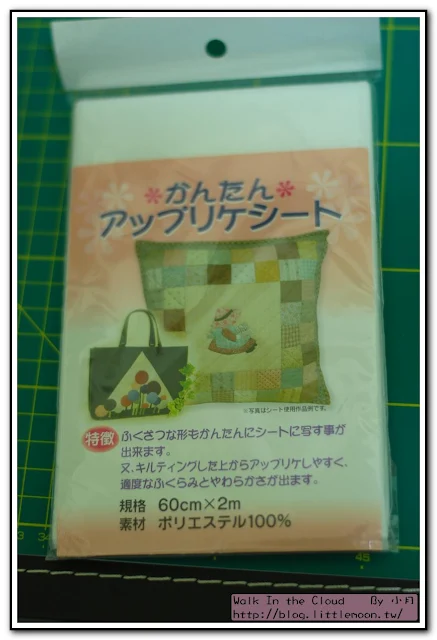 かんたん
アップリケシート
※写真はシート使用作品例です。
特徴
ふくざつな形もかんたんにシートに写す事が
出来ます。
又、キルティングした上からアップリケしやすく、
適度なふくらみとやわらかさが出ます。
規格 60cm×2m
素材 ポリエステル100%
45
Walk In the Cloud By 小月
http://blog.littlemoon.tw/